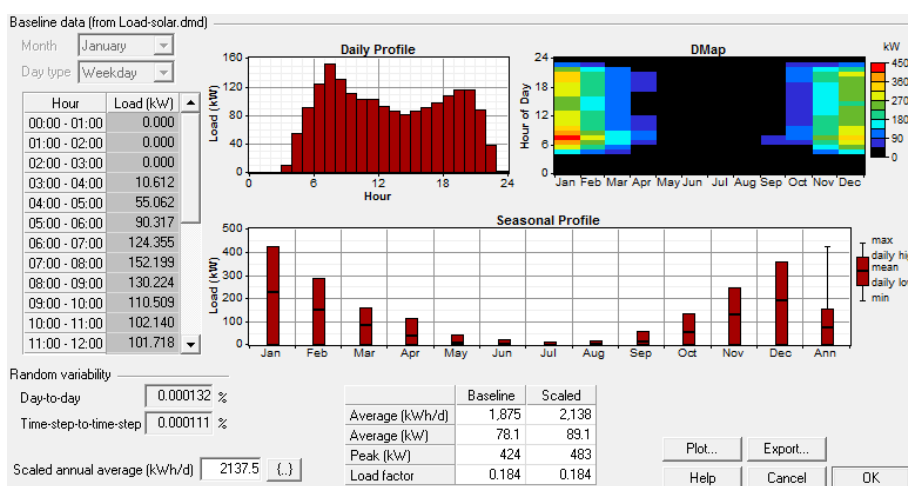 Baseline data (from Load-solar.dmd)
Month January
Day type Weekday
Hour Load (kW)
00:00 - 01:00 0.000
01:00 - 02:00 0.000
02:00 - 03:00 0.000
03:00 - 04:00 10.612
04:00 - 05:00 55.062
05:00 - 06:00 90.317
06:00 - 07:00 124.355
07:00 - 08:00 152.199
08:00 - 09:00 130.224
09:00 - 10:00 110.509
10:00 - 11:00 102.140
11:00 - 12:00 101.718
Daily Profile
Load (kW)
160
120
80
40
0
0 6 12 18 24
Hour
DMap
Hour of Day
24
18
12
6
0
Jan Feb Mar Apr May Jun Jul Aug Sep Oct Nov Dec
kW
450
360
270
180
90
0
Seasonal Profile
Load (kW)
500
400
300
200
100
0
Jan Feb Mar Apr May Jun Jul Aug Sep Oct Nov Dec Ann
max
daily hi
mean
daily lo
min
Random variability
Day-to-day 0.000132 %
Time-step-to-time-step 0.000111 %
Scaled annual average (kWh/d) 2137.5 {..}
Baseline Scaled
Average (kWh/d) 1,875 2,138
Average (kW) 78.1 89.1
Peak (kW) 424 483
Load factor 0.184 0.184
Plot... Export...
Help Cancel OK